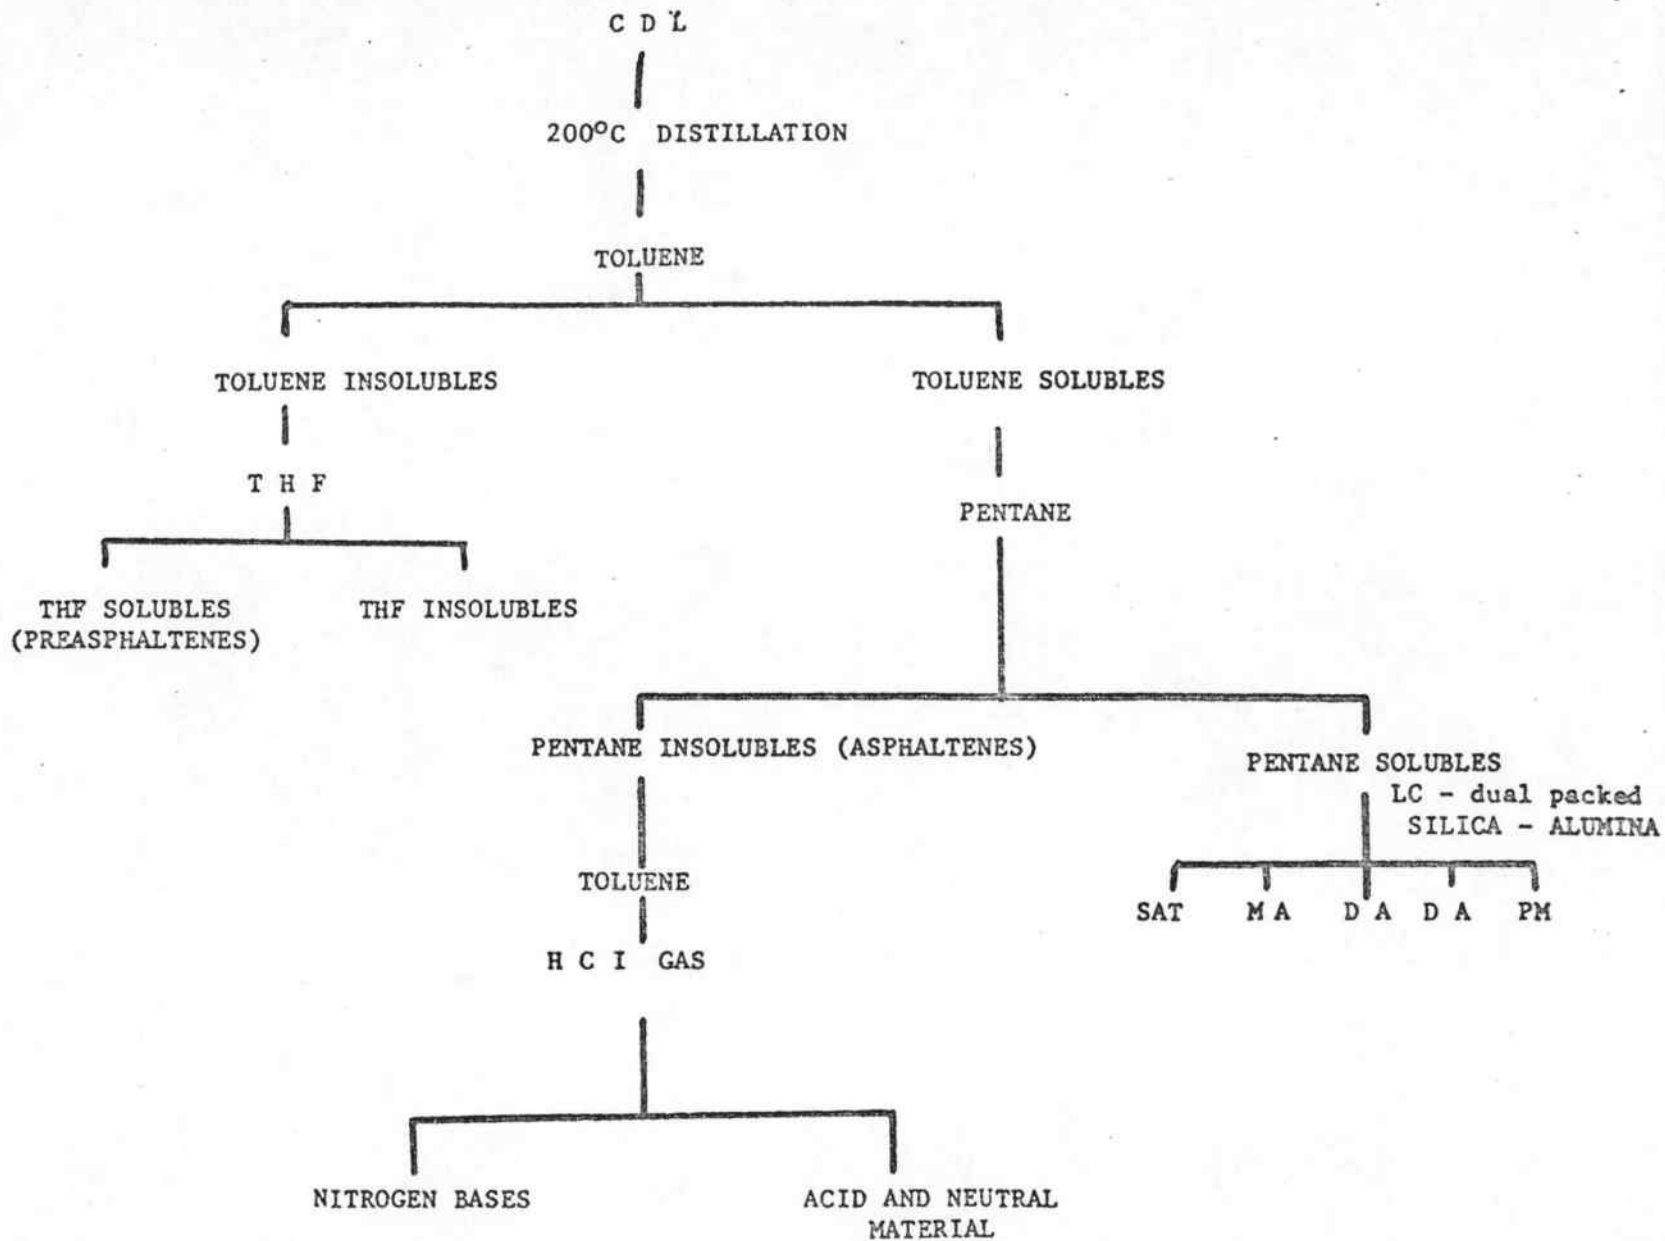 C D L
200°C DISTILLATION
TOLUENE
TOLUENE INSOLUBLES
TOLUENE SOLUBLES
T H F
PENTANE
THF SOLUBLES
(PREASPHALTENES)
THF INSOLUBLES
PENTANE INSOLUBLES (ASPHALTENES)
PENTANE SOLUBLES
LC - dual packed
SILICA - ALUMINA
TOLUENE
SAT M A D A D A PM
H C I GAS
NITROGEN BASES
ACID AND NEUTRAL
MATERIAL